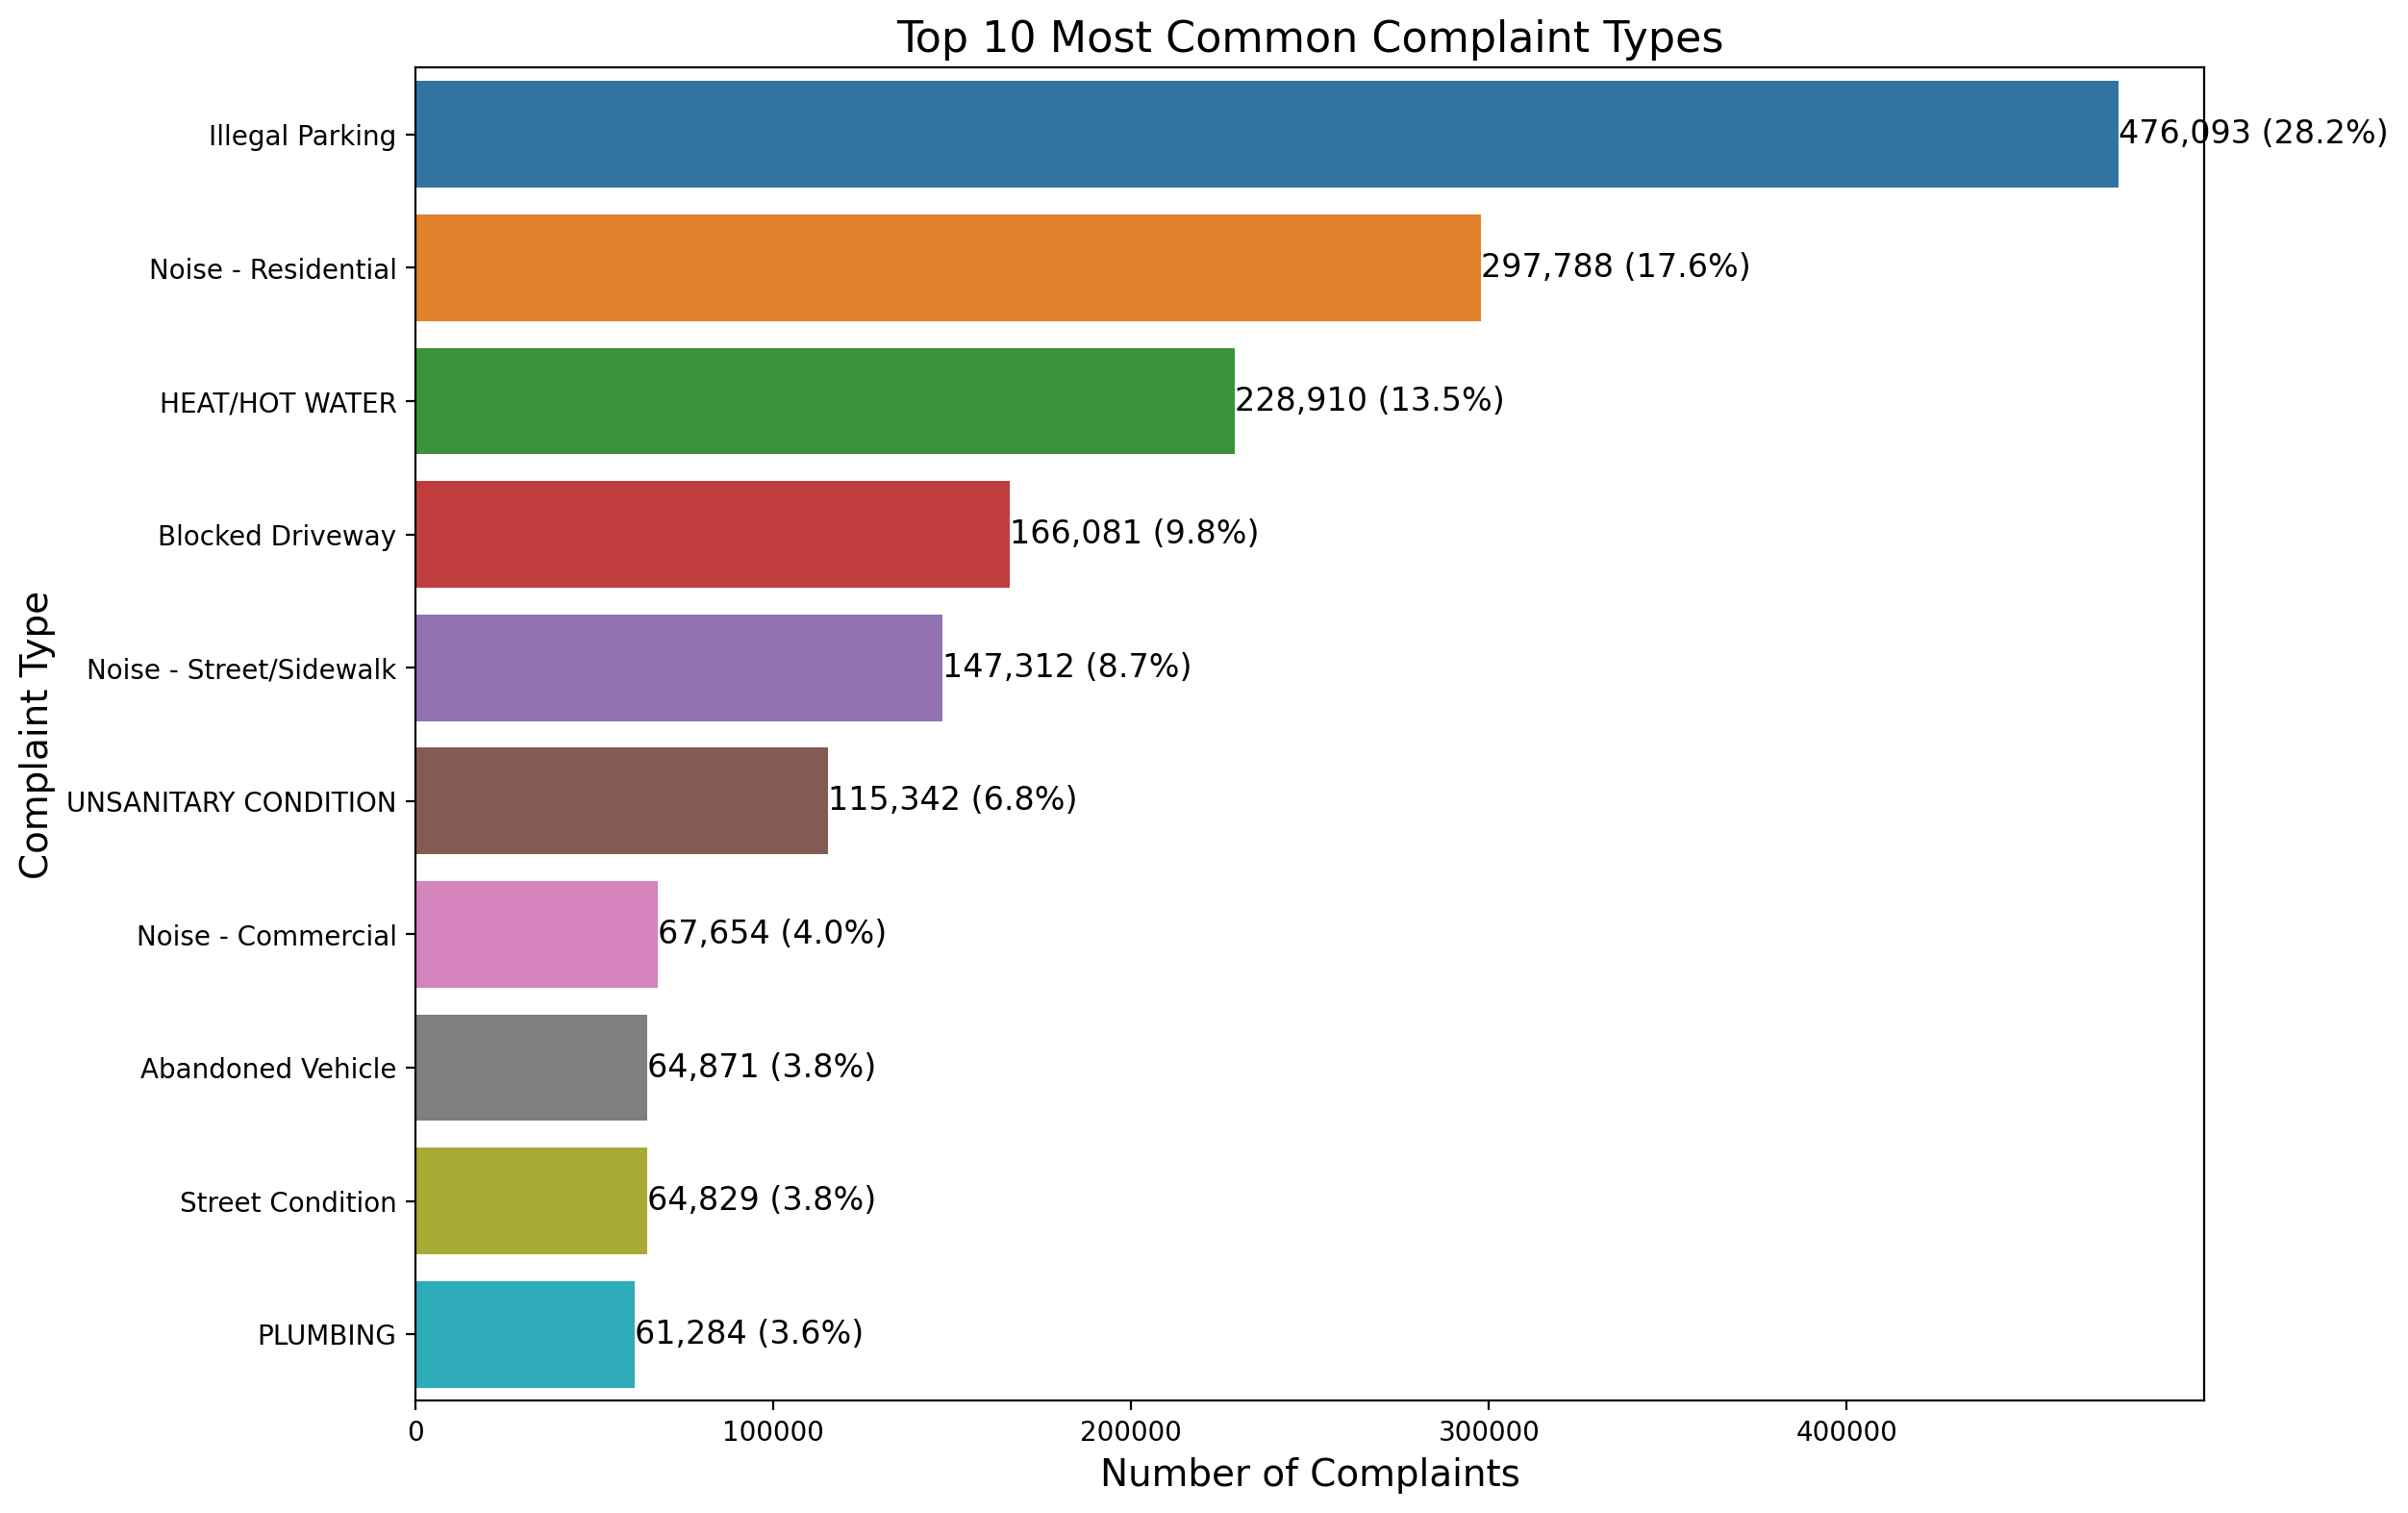 Top 10 Most Common Complaint Types
Illegal Parking
476,093 (28.2%)
Noise - Residential
297,788 (17.6%)
HEAT/HOT WATER
228,910 (13.5%)
Blocked Driveway
166,081 (9.8%)
Noise - Street/Sidewalk
147,312 (8.7%)
UNSANITARY CONDITION
115,342 (6.8%)
Noise - Commercial
67,654 (4.0%)
Abandoned Vehicle
64,871 (3.8%)
Street Condition
64,829 (3.8%)
PLUMBING
61,284 (3.6%)
Complaint Type
0 100000 200000 300000 400000
Number of Complaints